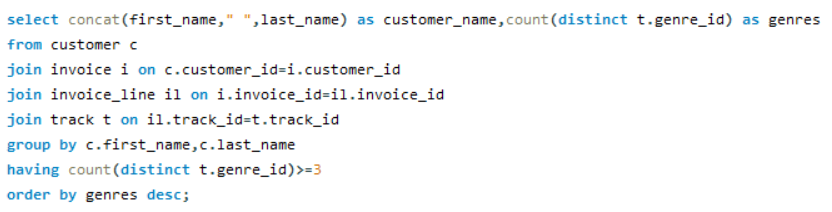 select concat(first_name," ",last_name) as customer_name,count(distinct t.genre_id) as genres
from customer c
join invoice i on c.customer_id=i.customer_id
join invoice_line il on i.invoice_id=il.invoice_id
join track t on il.track_id=t.track_id
group by c.first_name,c.last_name
having count(distinct t.genre_id)>=3
order by genres desc;